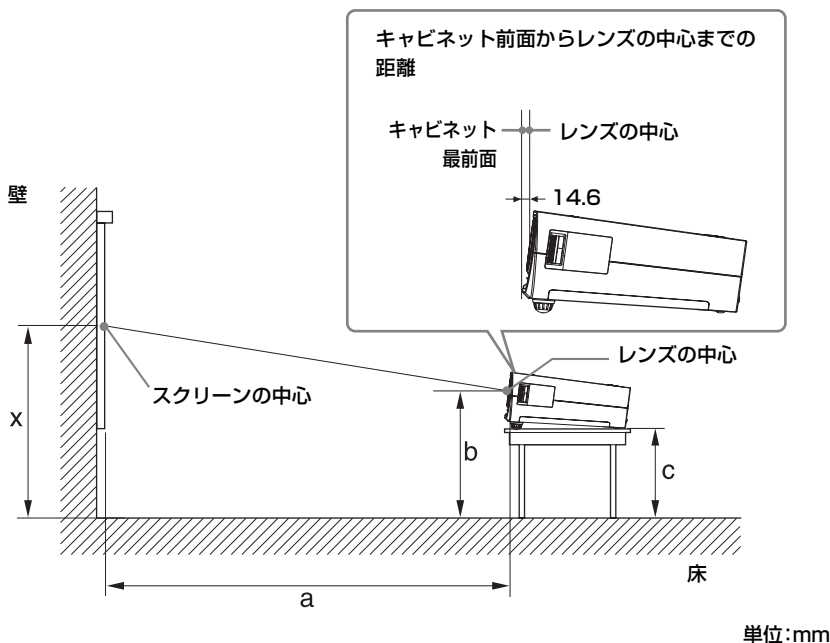 キャビネット前面からレンズの中心までの
距離
キャビネット
最前面
レンズの中心
14.6
壁
レンズの中心
スクリーンの中心
x
b
c
a
床
単位:mm